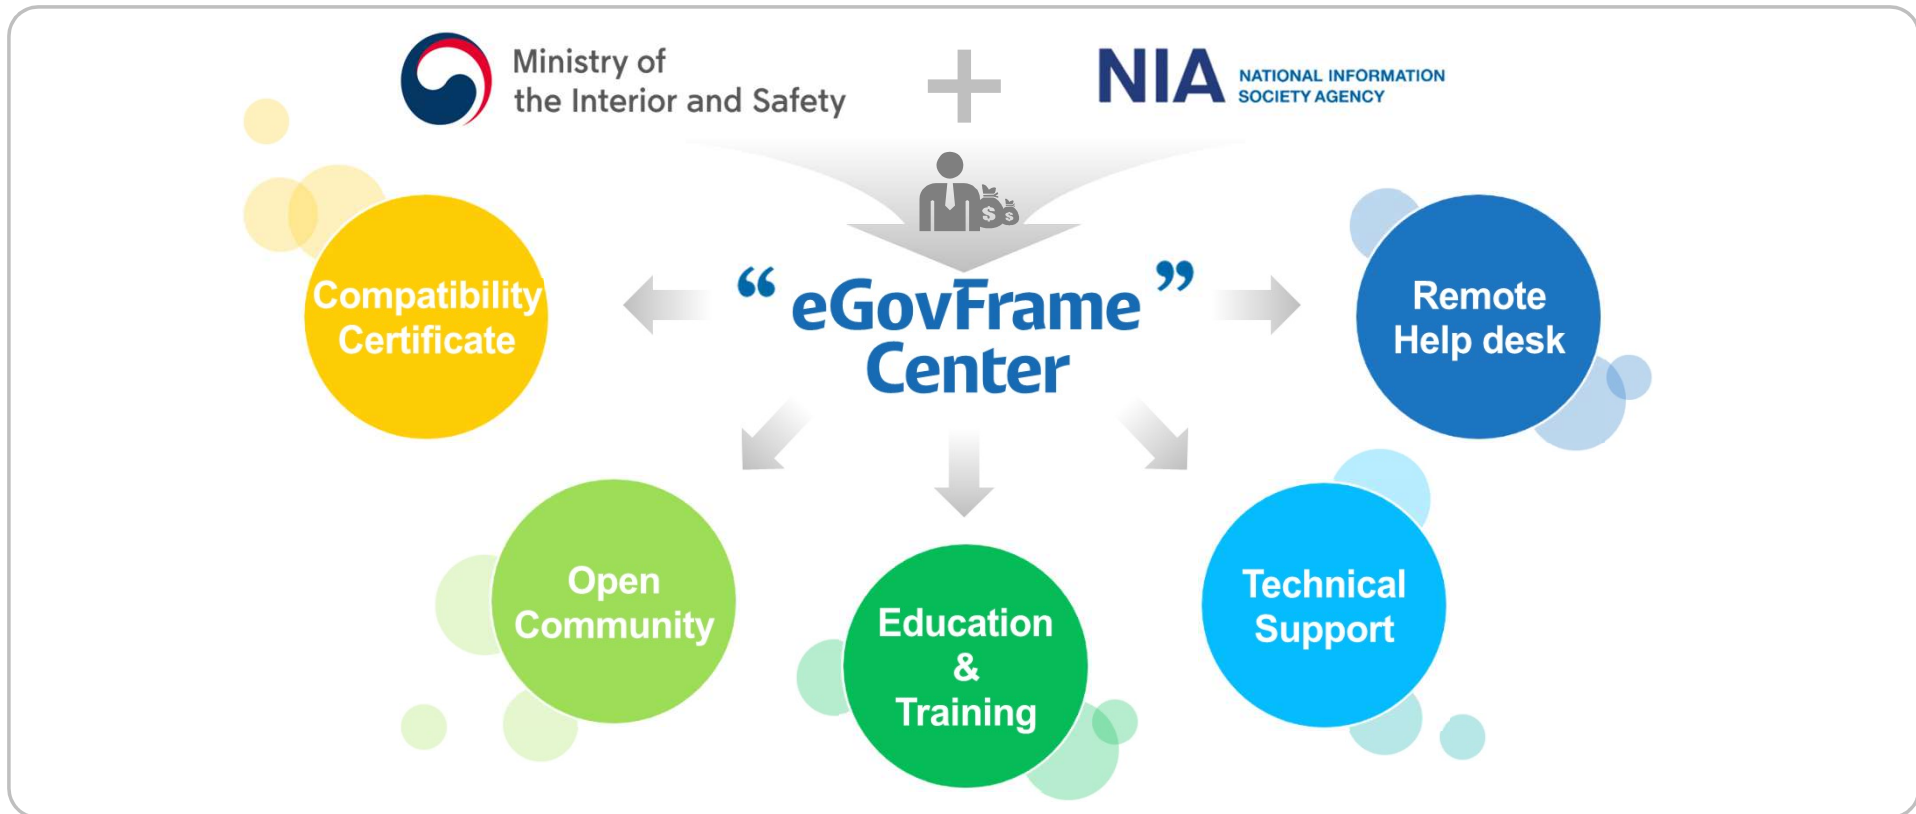 Ministry of
the Interior and Safety
NIA
NATIONAL INFORMATION
SOCIETY AGENCY
$ $
“ eGovFrame ”
Center
Compatibility
Certificate
Remote
Help desk
Open
Community
Education
&
Training
Technical
Support